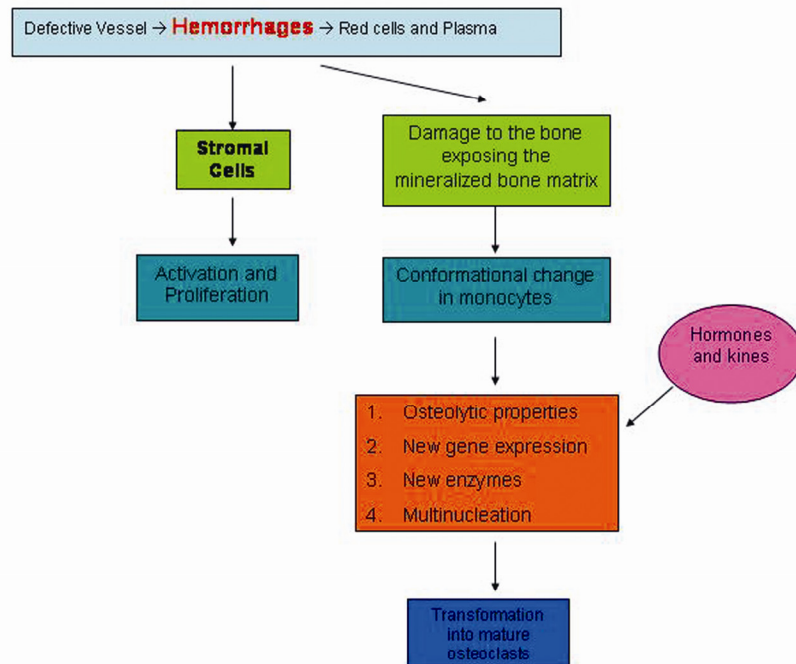 Defective Vessel → Hemorrhages → Red cells and Plasma
Stromal
Cells
Damage to the bone
exposing the
mineralized bone matrix
Activation and
Proliferation
Conformational change
in monocytes
Hormones
and kines
1. Osteolytic properties
2. New gene expression
3. New enzymes
4. Multinucleation
Transformation
into mature
osteoclasts